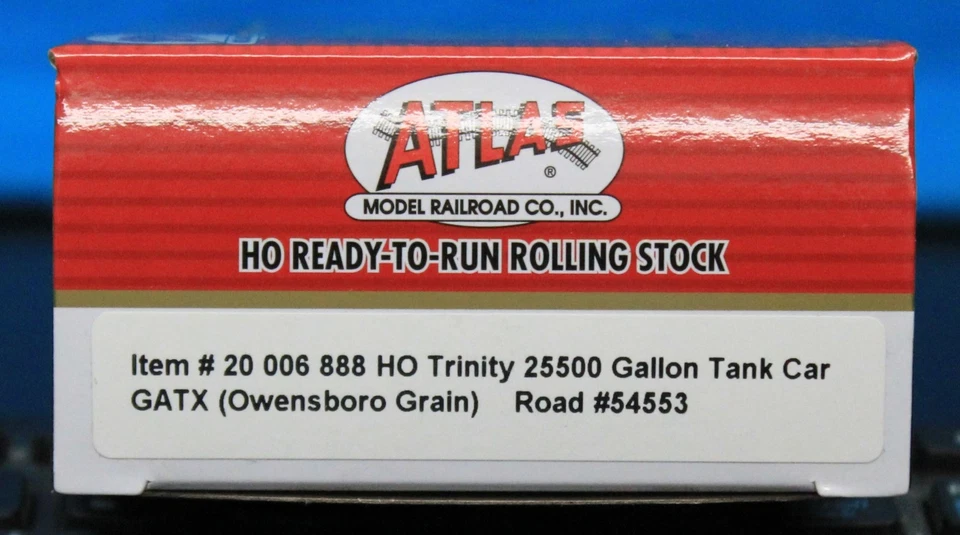 ATLAS
®
MODEL RAILROAD CO., INC.
HO READY-TO-RUN ROLLING STOCK
Item # 20 006 888 HO Trinity 25500 Gallon Tank Car
GATX (Owensboro Grain) Road #54553